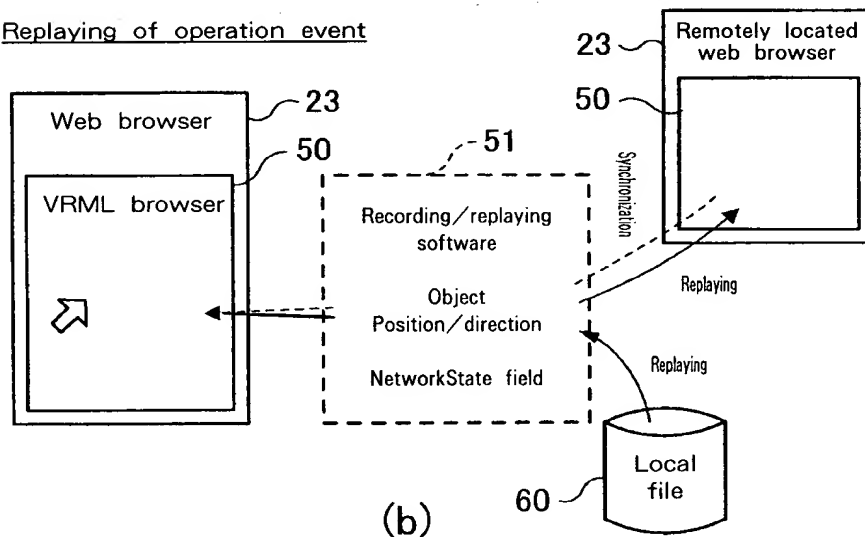 Replaying of operation event
23
Remotely located
web browser
50
Web browser
23
50
VRML browser
51
Recording/replaying
software
Object
Position/direction
NetworkState field
Synchronization
Replaying
Replaying
Local
file
60
(b)